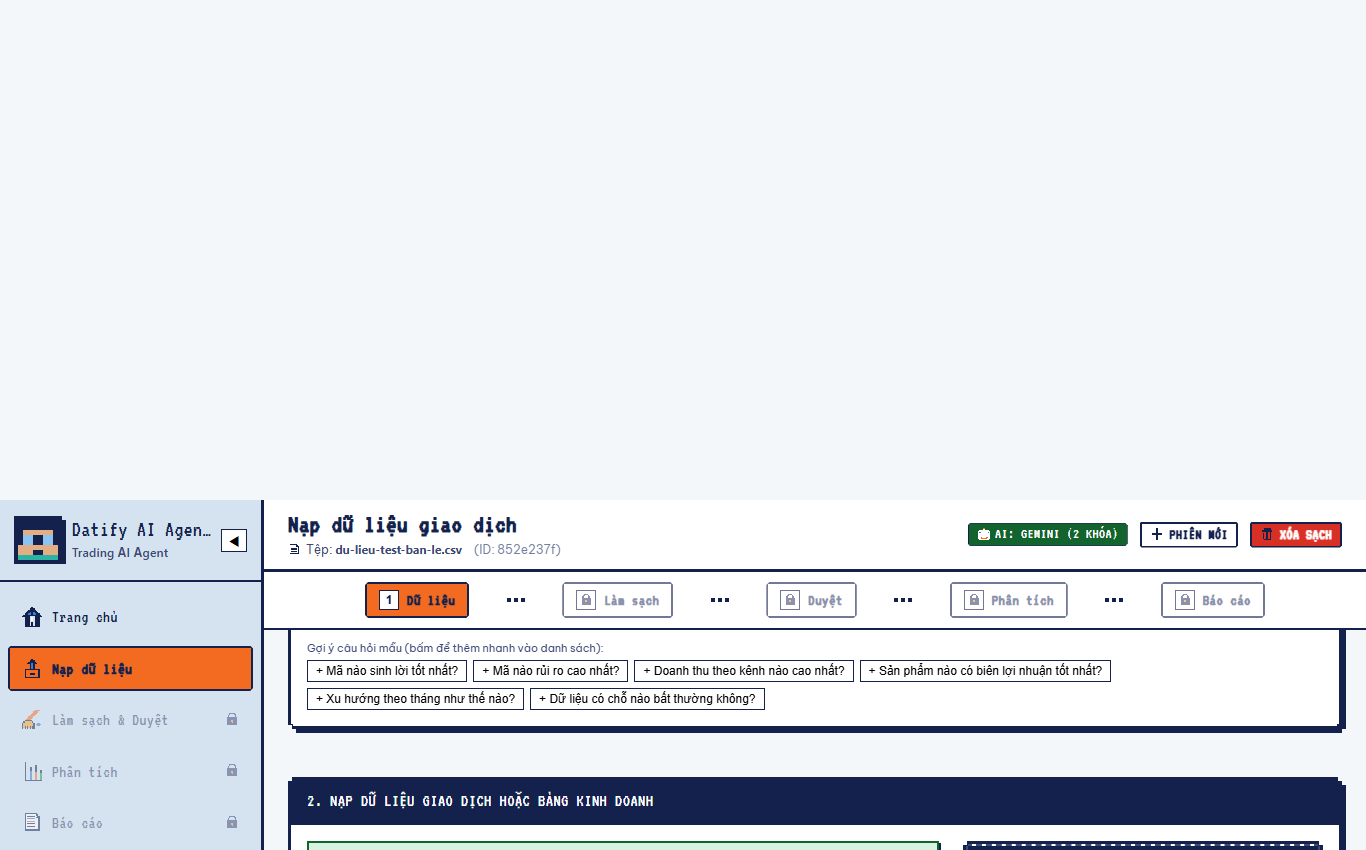 Datify AI Agen…
Trading AI Agent
Trang chủ
Nạp dữ liệu
Làm sạch & Duyệt
Phân tích
Báo cáo
Nạp dữ liệu giao dịch
Tệp: du-lieu-test-ban-le.csv (ID: 852e237f)
AI: GEMINI (2 KHÓA)
PHIÊN MỚI
XÓA SẠCH
1 Dữ liệu
Làm sạch
Duyệt
Phân tích
Báo cáo
Gợi ý câu hỏi mẫu (bấm để thêm nhanh vào danh sách):
+ Mã nào sinh lời tốt nhất?
+ Mã nào rủi ro cao nhất?
+ Doanh thu theo kênh nào cao nhất?
+ Sản phẩm nào có biên lợi nhuận tốt nhất?
+ Xu hướng theo tháng như thế nào?
+ Dữ liệu có chỗ nào bất thường không?
2. NẠP DỮ LIỆU GIAO DỊCH HOẶC BẢNG KINH DOANH